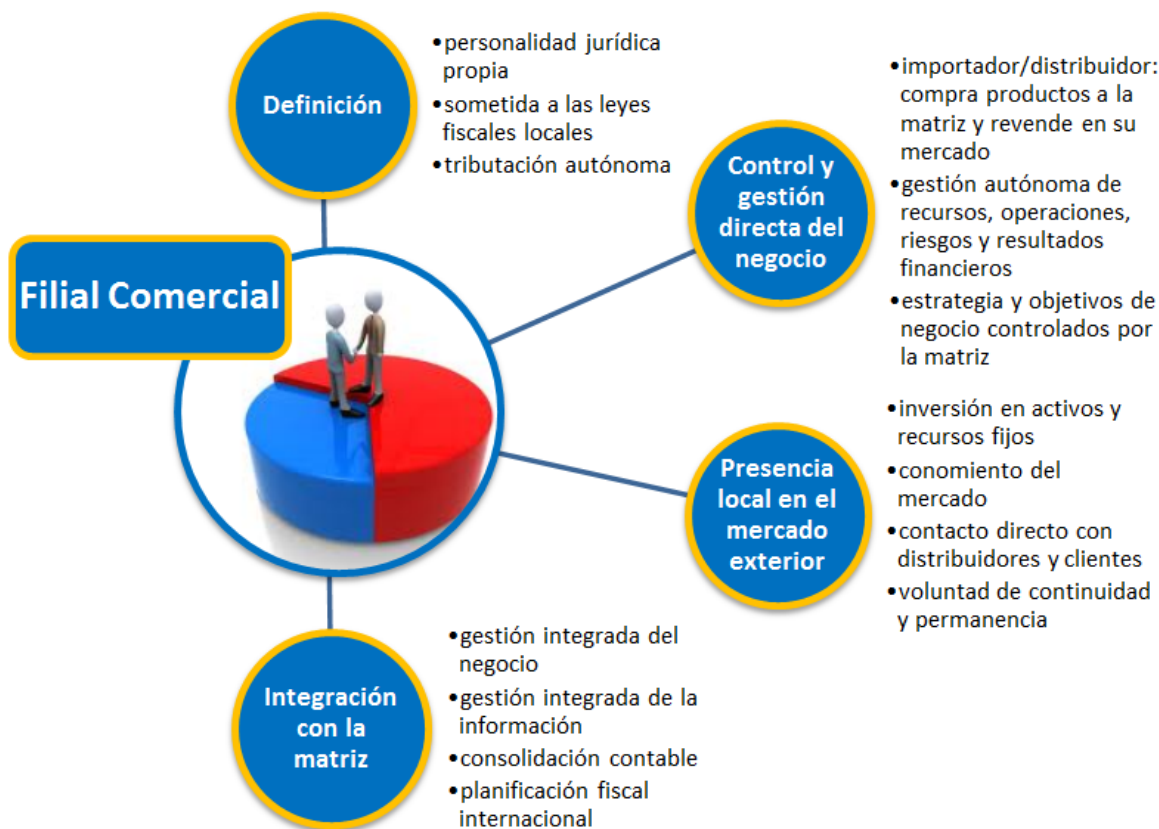 Filial Comercial
Definición
•personalidad jurídica
propia
•sometida a las leyes
fiscales locales
•tributación autónoma
Control y
gestión
directa del
negocio
•importador/distribuidor:
compra productos a la
matriz y revende en su
mercado
•gestión autónoma de
recursos, operaciones,
riesgos y resultados
financieros
•estrategia y objetivos de
negocio controlados por
la matriz
Presencia
local en el
mercado
exterior
•inversión en activos y
recursos fijos
•conomiento del
mercado
•contacto directo con
distribuidores y clientes
•voluntad de continuidad
y permanencia
Integración
con la
matriz
•gestión integrada del
negocio
•gestión integrada de la
información
•consolidación contable
•planificación fiscal
internacional